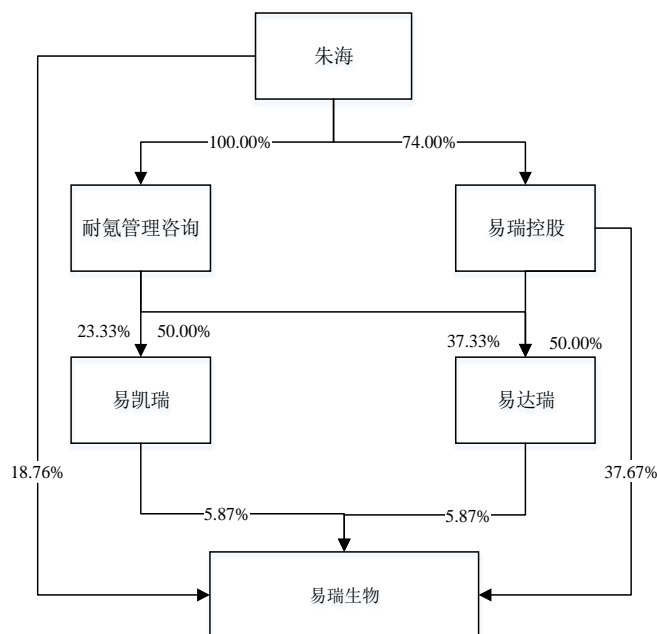 朱海
100.00%
74.00%
耐氪管理咨询
易瑞控股
23.33%
50.00%
37.33%
50.00%
易凯瑞
易达瑞
18.76%
37.67%
5.87%
5.87%
易瑞生物